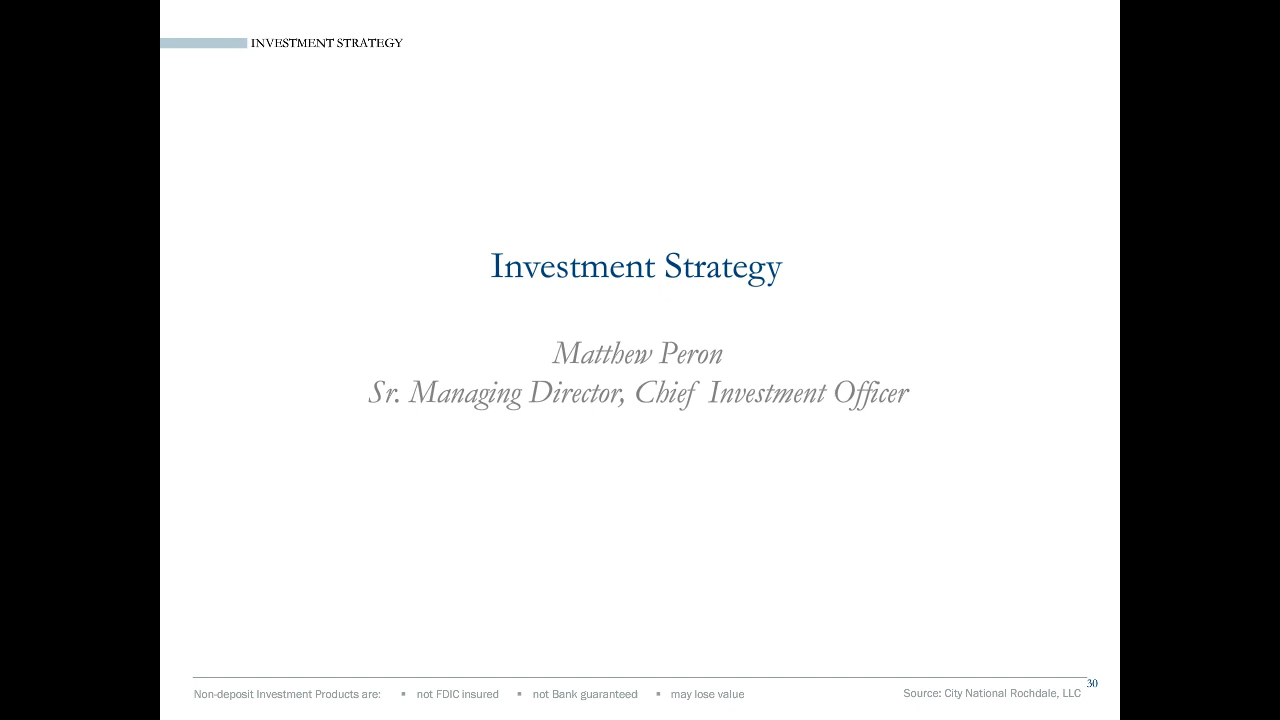 INVESTMENT STRATEGY
Investment Strategy
Matthew Peron
Sr. Managing Director, Chief Investment Officer
30
Non-deposit Investment Products are: ▪ not FDIC insured ▪ not Bank guaranteed ▪ may lose value Source: City National Rochdale, LLC